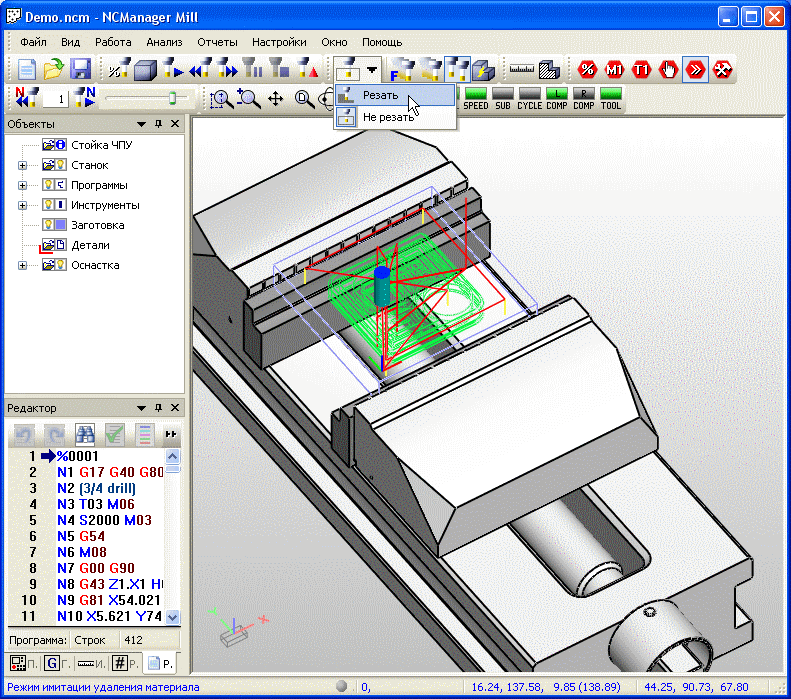 Demo.ncm - NCManager Mill
Файл Вид Работа Анализ Отчеты Настройки Окно Помощь
% F M1 T1
N 1 N SPEED SUB CYCLE COMP COMP TOOL
L R
Резать
Не резать
Объекты
Стойка ЧПУ
Станок
Программы
Инструменты
Заготовка
Детали
Оснастка
Редактор
1 %0001
2 N1 G17 G40 G80
3 N2 (3/4 drill)
4 N3 T03 M06
5 N4 S2000 M03
6 N5 G54
7 N6 M08
8 N7 G00 G90
9 N8 G43 Z1.X1
10 N9 G81 X54.021
11 N10 X5.621 Y74
Программа: Строк 412
П. G Г. И. # Р. Р.
Режим имитации удаления материала 0, 16.24, 137.58, 9.85 (138.89) 44.25, 90.73, 67.80